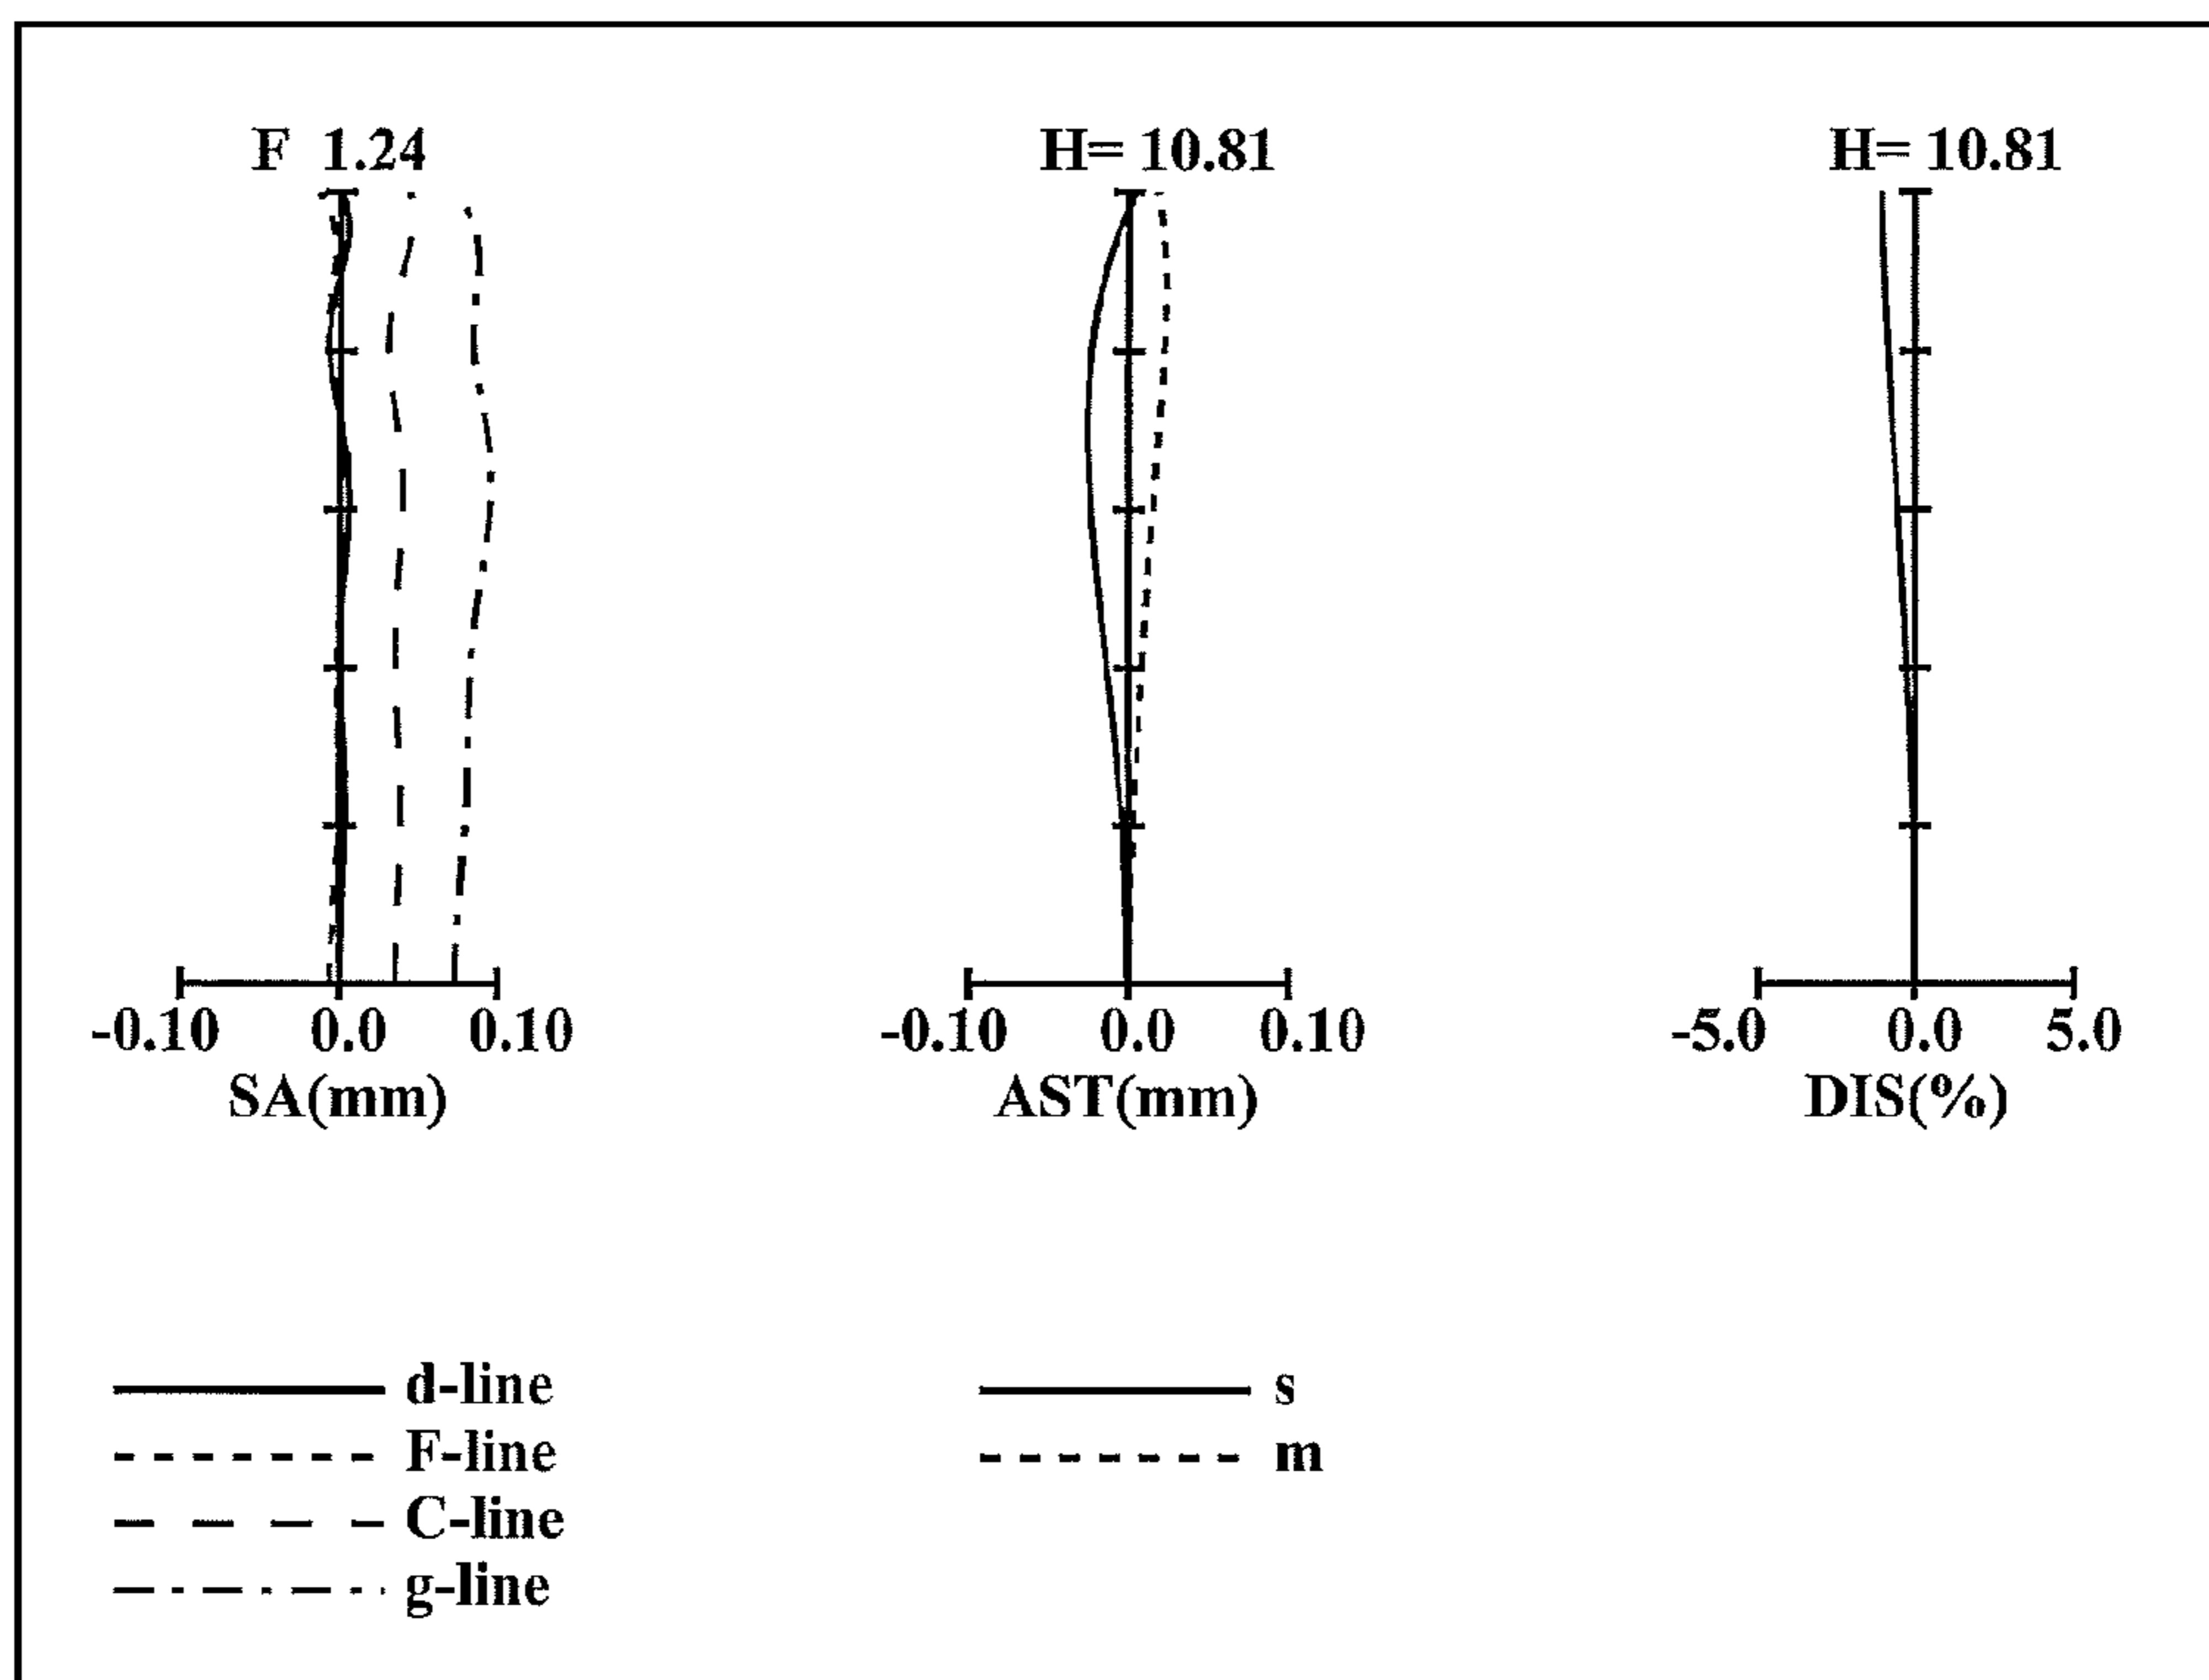 F 1.24
H= 10.81
H= 10.81
-0.10 0.0 0.10
-0.10 0.0 0.10
-5.0 0.0 5.0
SA(mm)
AST(mm)
DIS(%)
d-line
F-line
C-line
g-line
s
m